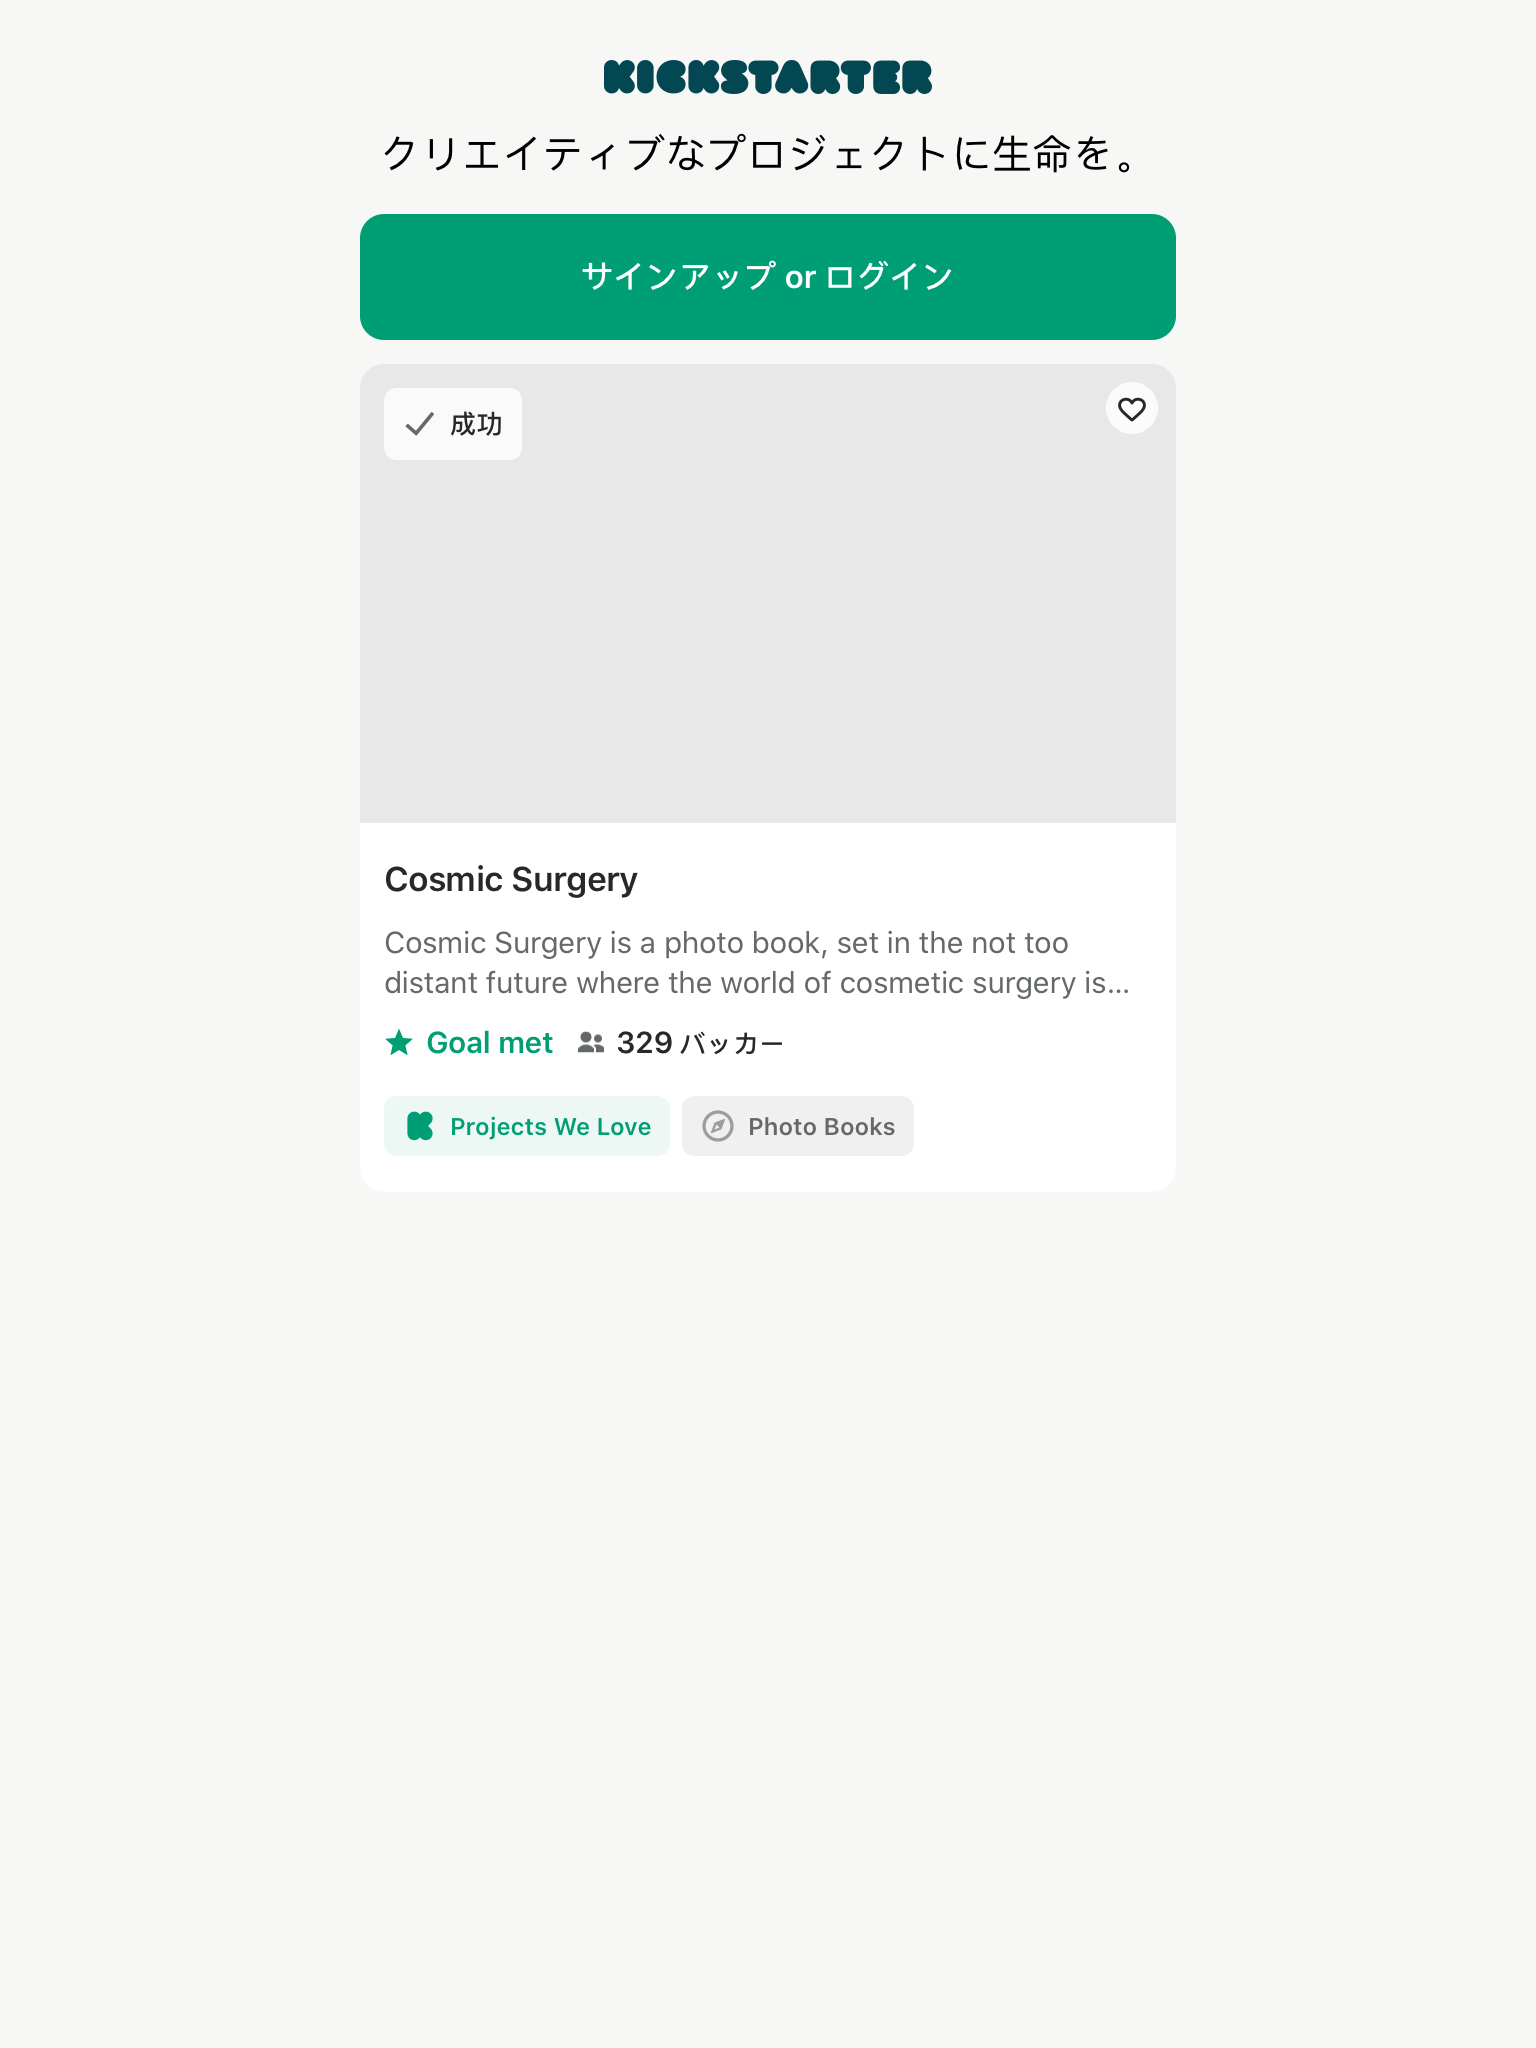 KICKSTARTER
クリエイティブなプロジェクトに生命を。
サインアップ or ログイン
成功
Cosmic Surgery
Cosmic Surgery is a photo book, set in the not too
distant future where the world of cosmetic surgery is...
Goal met 329 バッカー
Projects We Love Photo Books